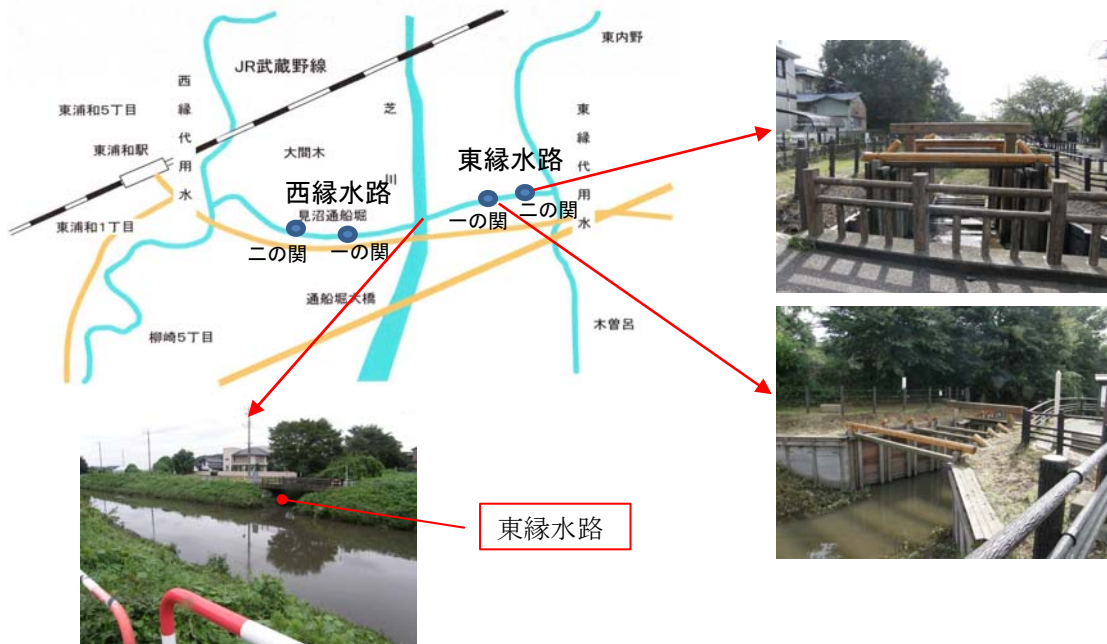 東内野
JR武蔵野線
西縁代用水
東浦和5丁目
芝川
東縁代用水
東浦和駅
大間木
東縁水路
西縁水路
見沼通船堀
一の関
二の関
東浦和1丁目
二の関
一の関
通船堀大橋
木曽呂
柳崎5丁目
東縁水路